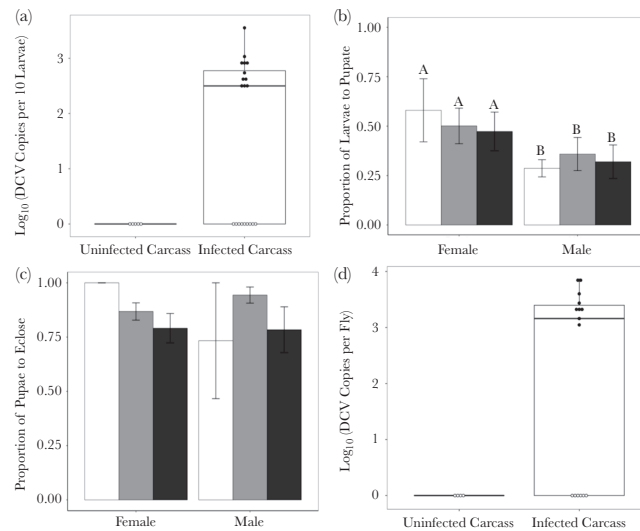 (a)
Log10 (DCV Copies per 10 Larvae)
3
2
1
0
Uninfected Carcass
Infected Carcass
(b)
Proportion of Larvae to Pupate
1.00
0.75
0.50
0.25
0.00
A
A
A
B
B
B
Female
Male
(c)
Proportion of Pupae to Eclose
1.00
0.75
0.50
0.25
0.00
Female
Male
(d)
Log10 (DCV Copies per Fly)
4
3
2
1
0
Uninfected Carcass
Infected Carcass